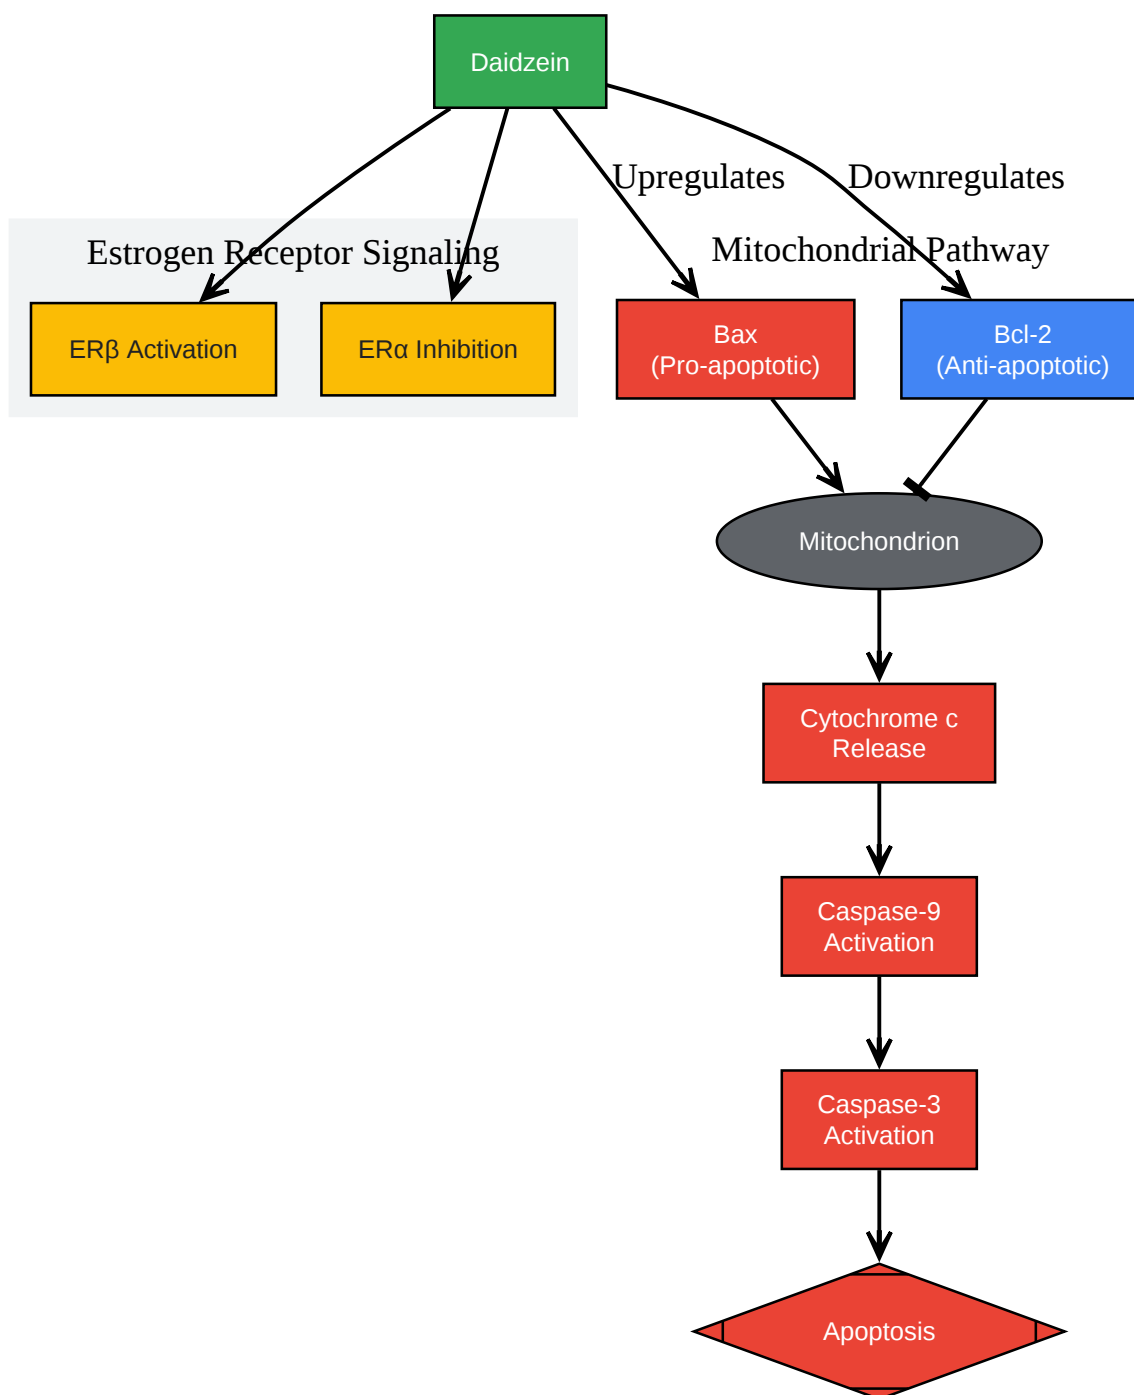 Daidzein
Upregulates
Downregulates
Estrogen Receptor Signaling
Mitochondrial Pathway
ERβ Activation
ERα Inhibition
Bax
(Pro-apoptotic)
Bcl-2
(Anti-apoptotic)
Mitochondrion
Cytochrome c
Release
Caspase-9
Activation
Caspase-3
Activation
Apoptosis